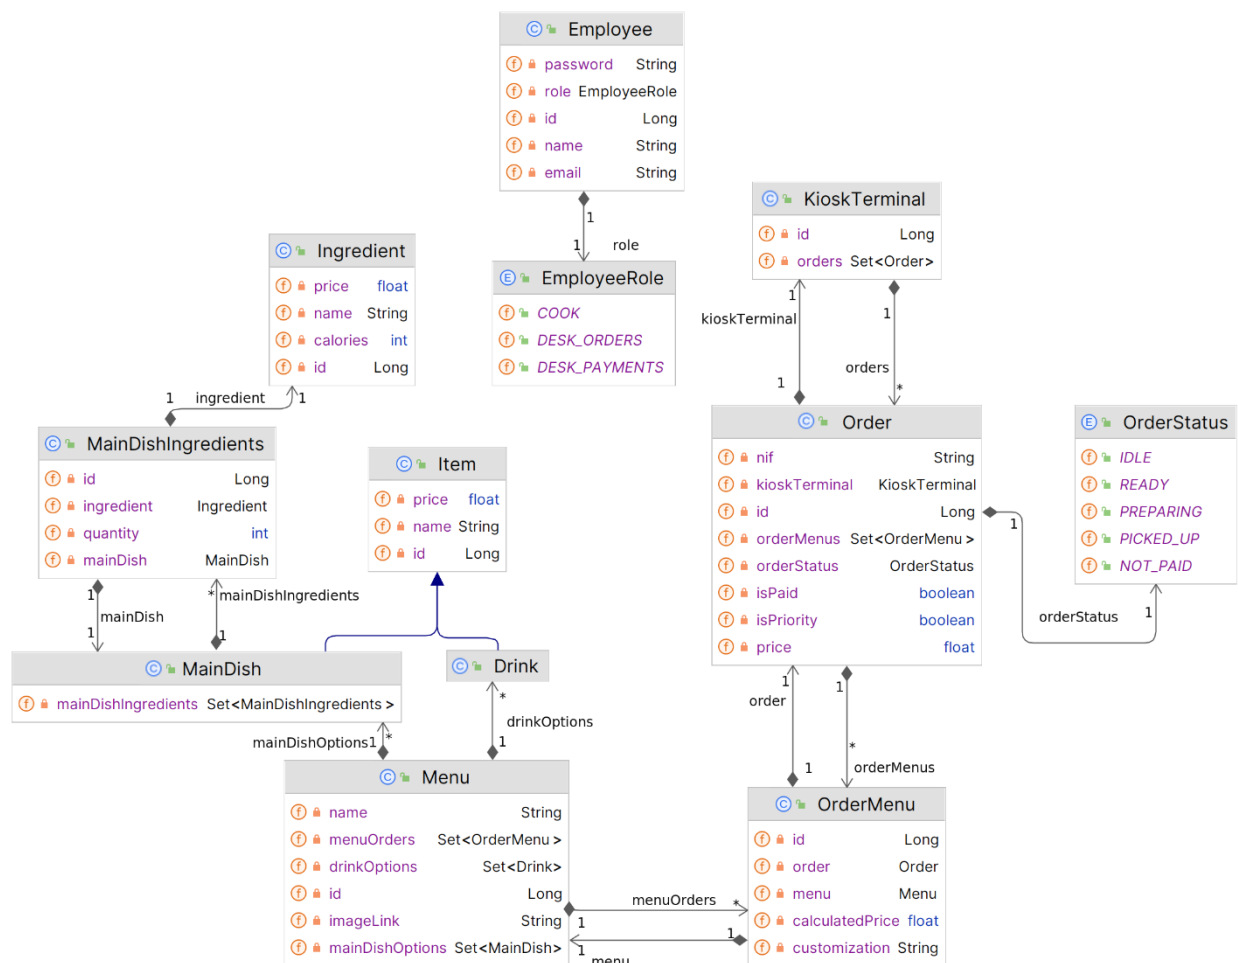 Employee
password String
role EmployeeRole
id Long
name String
email String
1
1 role
EmployeeRole
COOK
DESK_ORDERS
DESK_PAYMENTS
KioskTerminal
id Long
orders Set<Order>
1
1
kioskTerminal
orders
1
*
Ingredient
price float
name String
calories int
id Long
1 ingredient 1
MainDishIngredients
id Long
ingredient Ingredient
quantity int
mainDish MainDish
1
mainDish
1
* mainDishIngredients
1
Item
price float
name String
id Long
Order
nif String
kioskTerminal KioskTerminal
id Long
orderMenus Set<OrderMenu>
orderStatus OrderStatus
isPaid boolean
isPriority boolean
price float
OrderStatus
IDLE
READY
PREPARING
PICKED_UP
NOT_PAID
1
orderStatus 1
MainDish
mainDishIngredients Set<MainDishIngredients>
Drink
*
drinkOptions
1
mainDishOptions 1 *
1
order
1
1
*
orderMenus
Menu
name String
menuOrders Set<OrderMenu>
drinkOptions Set<Drink>
id Long
imageLink String
mainDishOptions Set<MainDish>
menuOrders *
1
1
1
menu
OrderMenu
id Long
order Order
menu Menu
calculatedPrice float
customization String